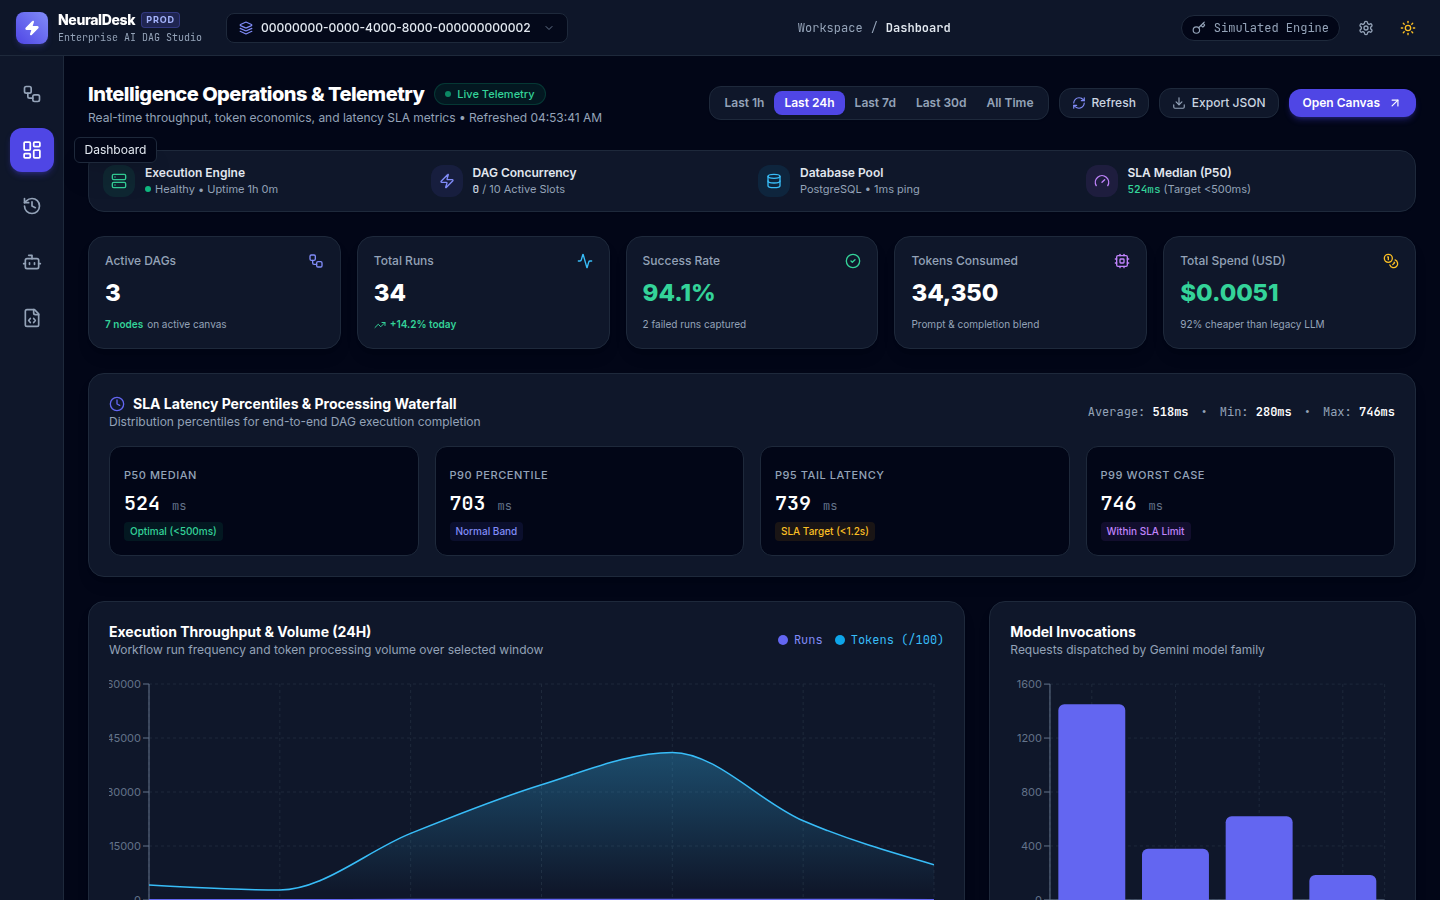 NeuralDesk PROD
Enterprise AI DAG Studio
00000000-0000-4000-8000-000000000002
Workspace / Dashboard
Simulated Engine
Intelligence Operations & Telemetry
Live Telemetry
Real-time throughput, token economics, and latency SLA metrics • Refreshed 04:53:41 AM
Last 1h
Last 24h
Last 7d
Last 30d
All Time
Refresh
Export JSON
Open Canvas
Dashboard
Execution Engine
Healthy • Uptime 1h 0m
DAG Concurrency
0 / 10 Active Slots
Database Pool
PostgreSQL • 1ms ping
SLA Median (P50)
524ms (Target <500ms)
Active DAGs
3
7 nodes on active canvas
Total Runs
34
+14.2% today
Success Rate
94.1%
2 failed runs captured
Tokens Consumed
34,350
Prompt & completion blend
Total Spend (USD)
$0.0051
92% cheaper than legacy LLM
SLA Latency Percentiles & Processing Waterfall
Distribution percentiles for end-to-end DAG execution completion
Average: 518ms • Min: 280ms • Max: 746ms
P50 MEDIAN
524 ms
Optimal (<500ms)
P90 PERCENTILE
703 ms
Normal Band
P95 TAIL LATENCY
739 ms
SLA Target (<1.2s)
P99 WORST CASE
746 ms
Within SLA Limit
Execution Throughput & Volume (24H)
Workflow run frequency and token processing volume over selected window
Runs
Tokens (/100)
60000
45000
30000
15000
0
Model Invocations
Requests dispatched by Gemini model family
1600
1200
800
400
0